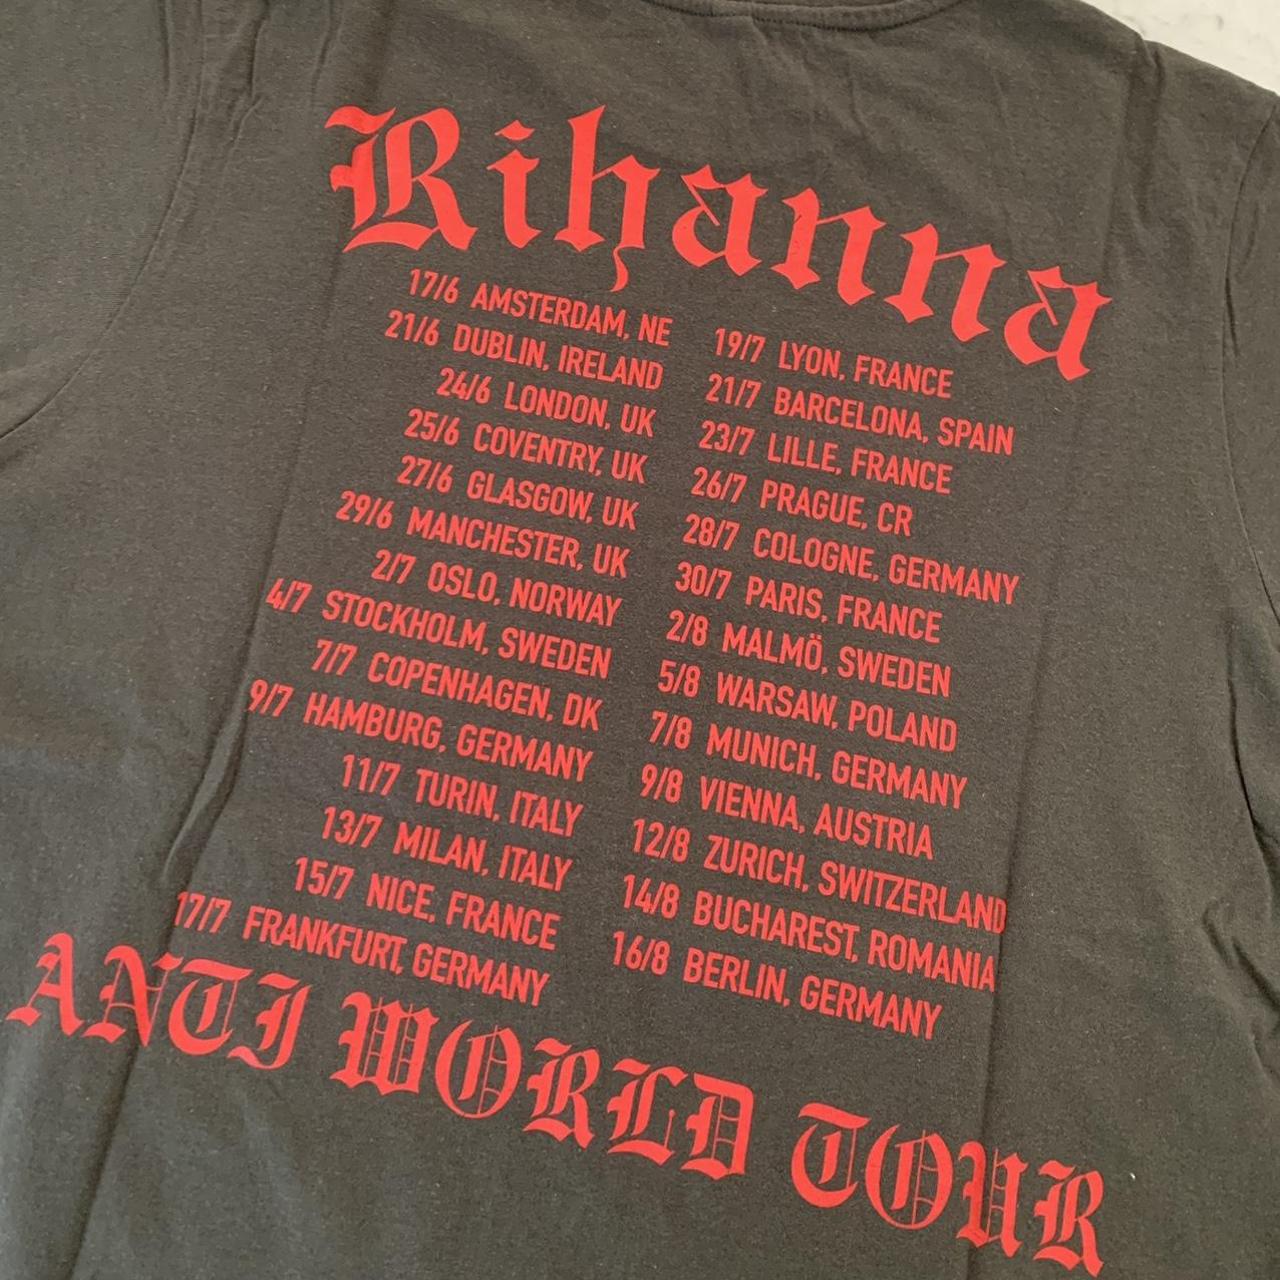 Rihanna
17/6 AMSTERDAM, NE
21/6 DUBLIN, IRELAND
24/6 LONDON, UK
25/6 COVENTRY, UK
27/6 GLASGOW, UK
29/6 MANCHESTER, UK
2/7 OSLO, NORWAY
4/7 STOCKHOLM, SWEDEN
7/7 COPENHAGEN, DK
9/7 HAMBURG, GERMANY
11/7 TURIN, ITALY
13/7 MILAN, ITALY
15/7 NICE, FRANCE
17/7 FRANKFURT, GERMANY
19/7 LYON, FRANCE
21/7 BARCELONA, SPAIN
23/7 LILLE, FRANCE
26/7 PRAGUE, CR
28/7 COLOGNE, GERMANY
30/7 PARIS, FRANCE
2/8 MALMÖ, SWEDEN
5/8 WARSAW, POLAND
7/8 MUNICH, GERMANY
9/8 VIENNA, AUSTRIA
12/8 ZURICH, SWITZERLAND
14/8 BUCHAREST, ROMANIA
16/8 BERLIN, GERMANY
ANTI WORLD TOUR